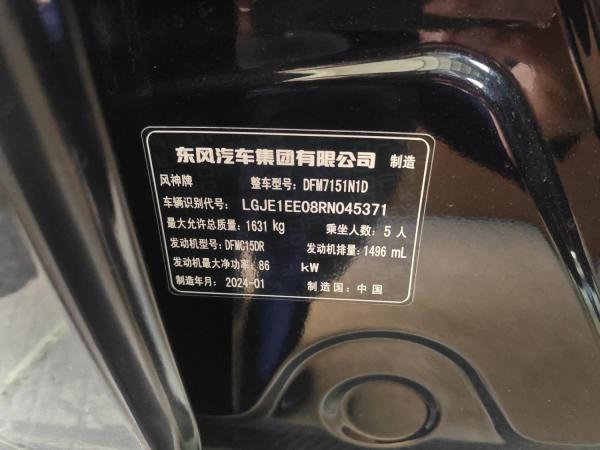 东风汽车集团有限公司 制造
风神牌 整车型号: DFM7151N1D
车辆识别代号: LGJE1EE08RN045371
最大允许总质量: 1631 kg 乘坐人数: 5 人
发动机型号: DFMC15DR 发动机排量: 1496 mL
发动机最大净功率: 86 kW
制造年月: 2024-01 制造国: 中国